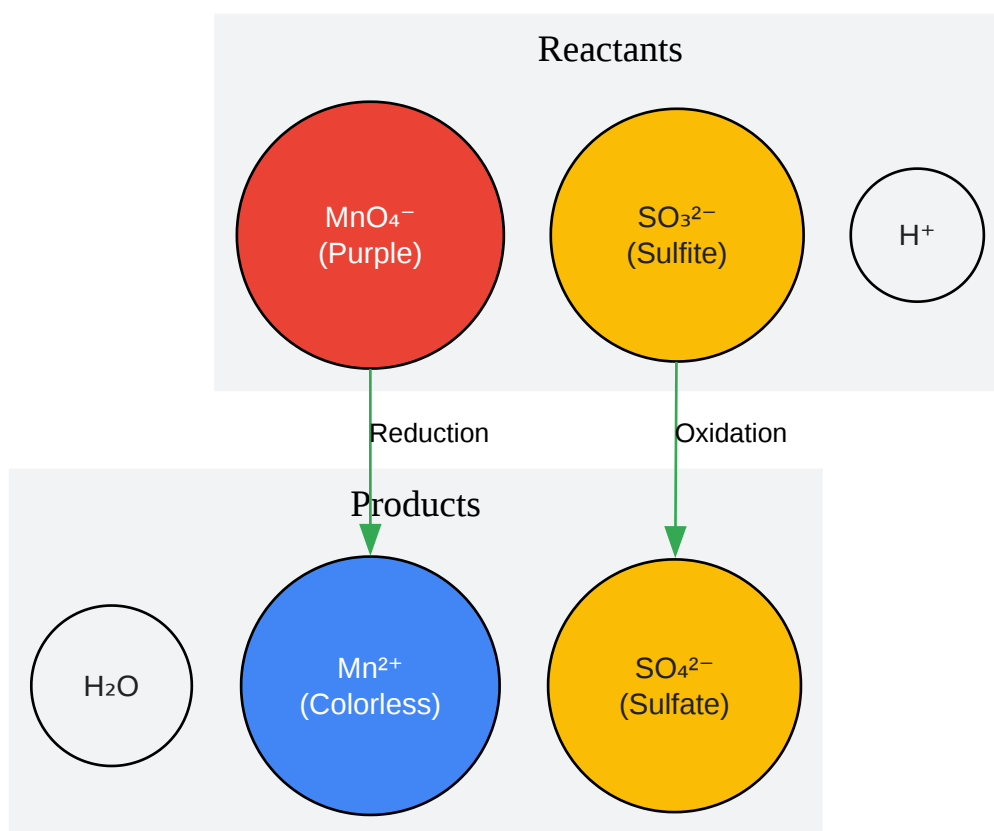 Reactants
MnO₄⁻
(Purple)
SO₃²⁻
(Sulfite)
H⁺
Reduction
Oxidation
Products
H₂O
Mn²⁺
(Colorless)
SO₄²⁻
(Sulfate)